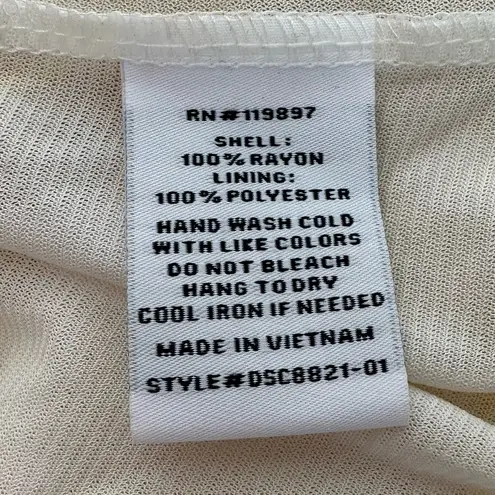 RN#119897
SHELL:
100% RAYON
LINING:
100% POLYESTER
HAND WASH COLD
WITH LIKE COLORS
DO NOT BLEACH
HANG TO DRY
COOL IRON IF NEEDED
MADE IN VIETNAM
STYLE#DSC8821-01